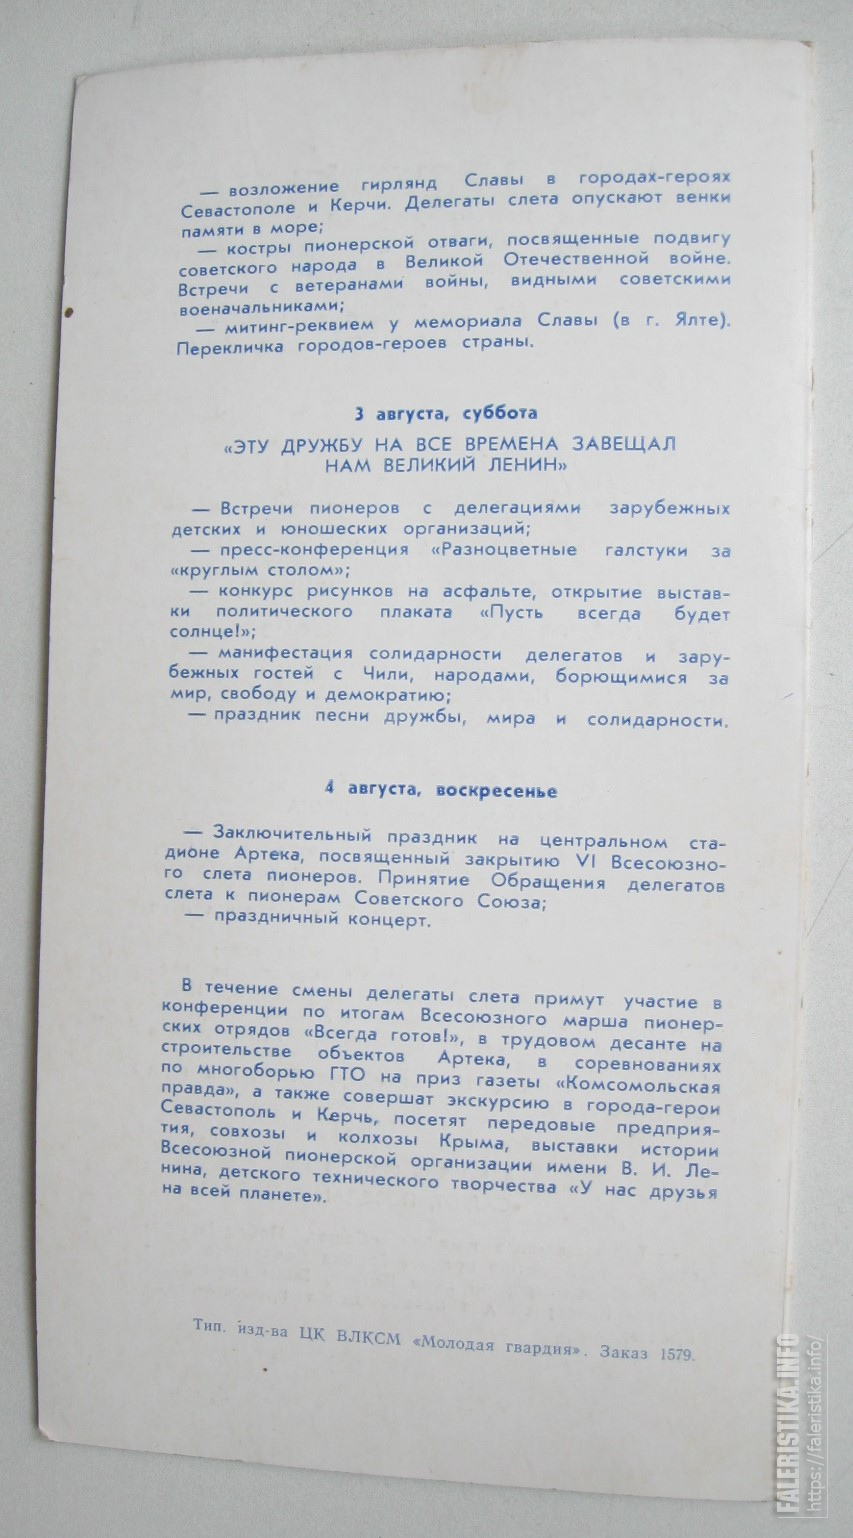 — возложение гирлянд Славы в городах-героях
Севастополе и Керчи. Делегаты слета опускают венки
памяти в море;
— костры пионерской отваги, посвященные подвигу
советского народа в Великой Отечественной войне.
Встречи с ветеранами войны, видными советскими
военачальниками;
— митинг-реквием у мемориала Славы (в г. Ялте).
Перекличка городов-героев страны.
3 августа, суббота
«ЭТУ ДРУЖБУ НА ВСЕ ВРЕМЕНА ЗАВЕЩАЛ
НАМ ВЕЛИКИЙ ЛЕНИН»
— Встречи пионеров с делегациями зарубежных
детских и юношеских организаций;
— пресс-конференция «Разноцветные галстуки за
«круглым столом»;
— конкурс рисунков на асфальте, открытие выстав-
ки политического плаката «Пусть всегда будет
солнце!»;
— манифестация солидарности делегатов и зару-
бежных гостей с Чили, народами, борющимися за
мир, свободу и демократию;
— праздник песни дружбы, мира и солидарности.
4 августа, воскресенье
— Заключительный праздник на центральном ста-
дионе Артека, посвященный закрытию VI Всесоюзно-
го слета пионеров. Принятие Обращения делегатов
слета к пионерам Советского Союза;
— праздничный концерт.
В течение смены делегаты слета примут участие в
конференции по итогам Всесоюзного марша пионер-
ских отрядов «Всегда готов!», в трудовом десанте на
строительстве объектов Артека, в соревнованиях
по многоборью ГТО на приз газеты «Комсомольская
правда», а также совершат экскурсию в города-герои
Севастополь и Керчь, посетят передовые предприя-
тия, совхозы и колхозы Крыма, выставки истории
Всесоюзной пионерской организации имени В. И. Ле-
нина, детского технического творчества «У нас друзья
на всей планете».
Тип. изд-ва ЦК ВЛКСМ «Молодая гвардия». Заказ 1579.
FALERISTIKA.INFO
https://faleristika.info/